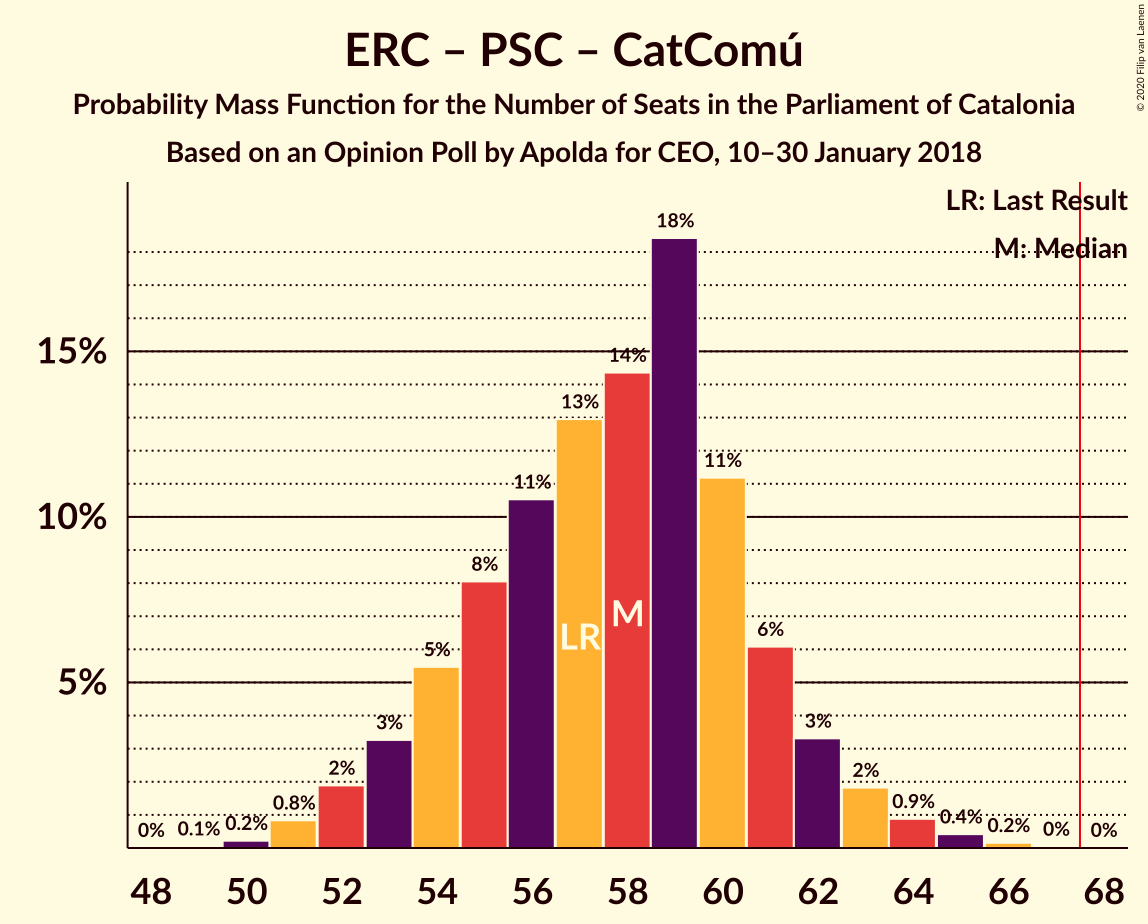 ERC – PSC – CatComú
Probability Mass Function for the Number of Seats in the Parliament of Catalonia
Based on an Opinion Poll by Apolda for CEO, 10–30 January 2018
© 2020 Filip van Laenen
LR: Last Result
M: Median
15%
10%
5%
0%
0.1%
0.2%
0.8%
2%
3%
5%
8%
11%
13%
14%
18%
11%
6%
3%
2%
0.9%
0.4%
0.2%
0%
0%
LR
M
48 50 52 54 56 58 60 62 64 66 68